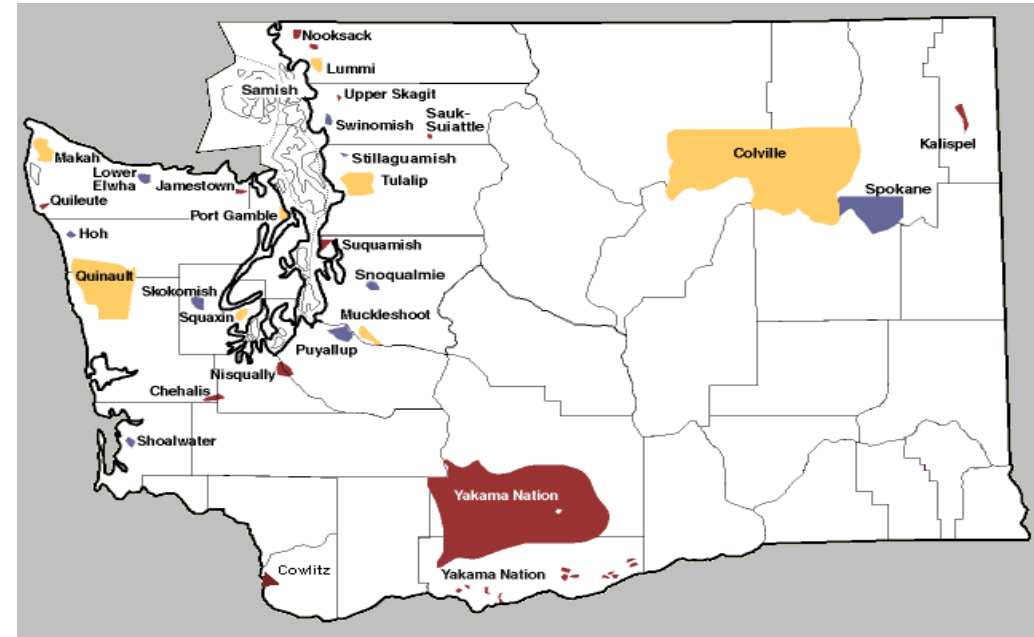 Nooksack
Lummi
Samish
Upper Skagit
Sauk-
Suiattle
Swinomish
Kalispel
Makah
Stillaguamish
Colville
Lower
Elwha
Jamestown
Tulalip
Spokane
Quileute
Port Gamble
Hoh
Suquamish
Quinault
Snoqualmie
Skokomish
Squaxin
Muckleshoot
Puyallup
Nisqually
Chehalis
Shoalwater
Yakama Nation
Cowlitz
Yakama Nation